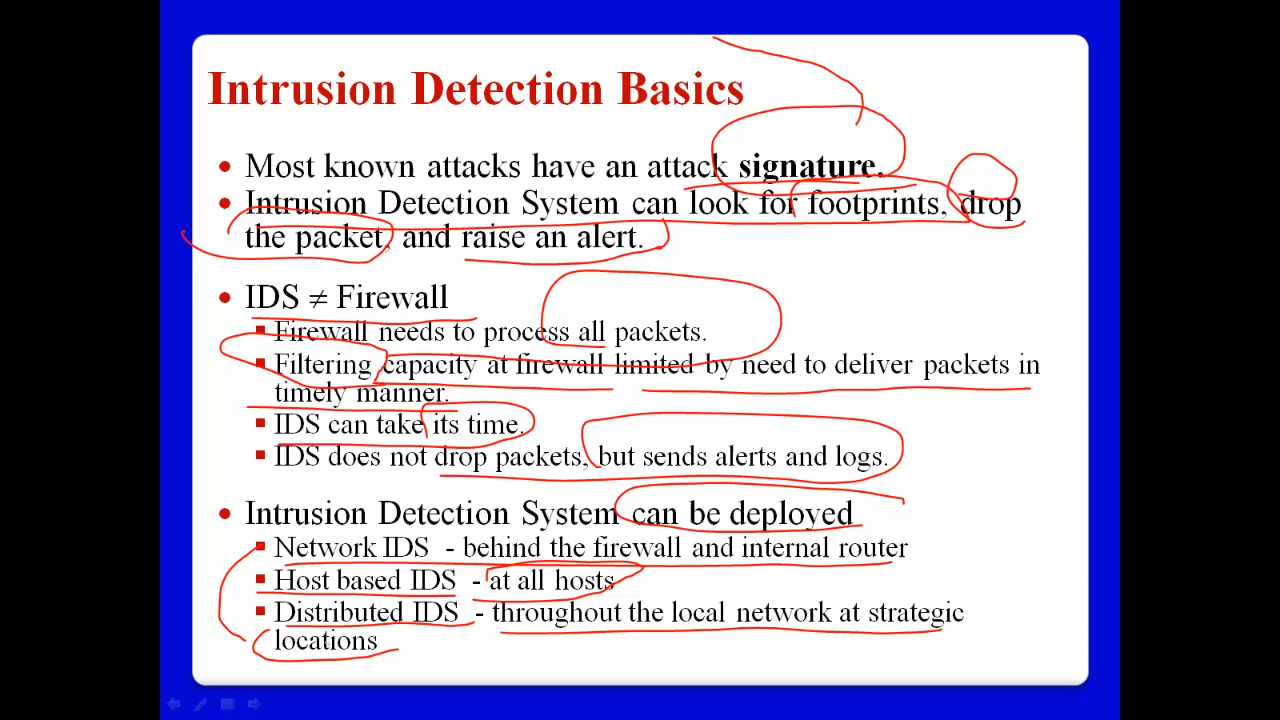 Intrusion Detection Basics
• Most known attacks have an attack signature.
• Intrusion Detection System can look for footprints, drop
the packet, and raise an alert.
• IDS ≠ Firewall
▪ Firewall needs to process all packets.
▪ Filtering capacity at firewall limited by need to deliver packets in
timely manner.
▪ IDS can take its time.
▪ IDS does not drop packets, but sends alerts and logs.
• Intrusion Detection System can be deployed
▪ Network IDS - behind the firewall and internal router
▪ Host based IDS - at all hosts
▪ Distributed IDS - throughout the local network at strategic
locations